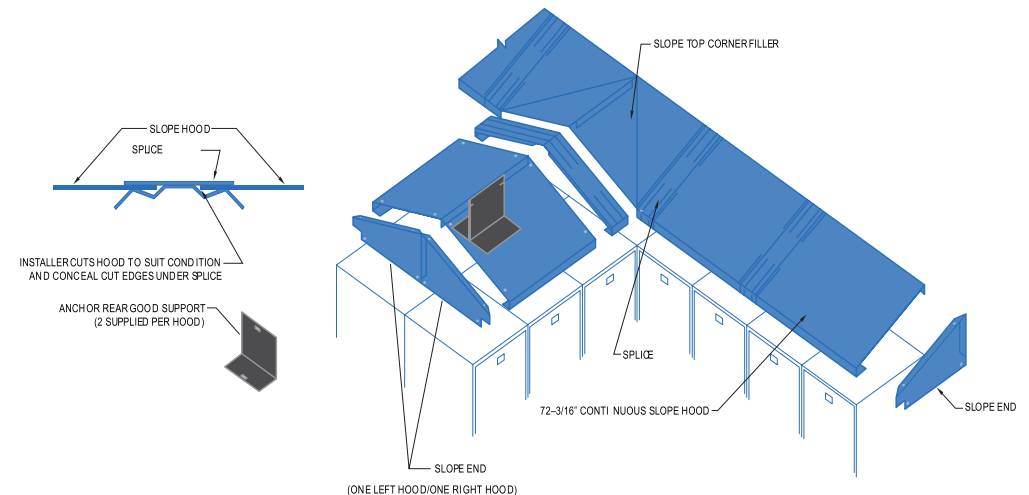 SLOPE TOP CORNER FILLER
SLOPE HOOD
SPLICE
INSTALLER CUTS HOOD TO SUIT CONDITION
AND CONCEAL CUT EDGES UNDER SPLICE
ANCHOR REAR GOOD SUPPORT
(2 SUPPLIED PER HOOD)
SPLICE
72–3/16" CONTI NUOUS SLOPE HOOD
SLOPE END
SLOPE END
(ONE LEFT HOOD/ONE RIGHT HOOD)